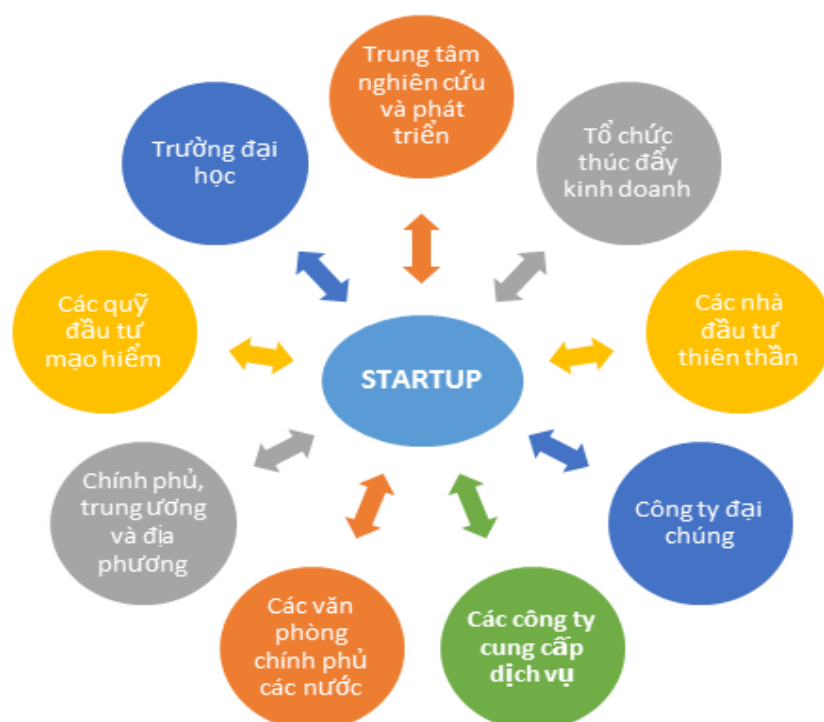 Trung tâm
nghiên cứu
và phát
triển
Tổ chức
thúc đẩy
kinh doanh
Các nhà
đầu tư
thiên thần
Công ty đại
chúng
Các công ty
cung cấp
dịch vụ
Các văn
phòng
chính phủ
các nước
Chính phủ,
trung ương
và địa
phương
Các quỹ
đầu tư
mạo hiểm
Trường đại
học
STARTUP